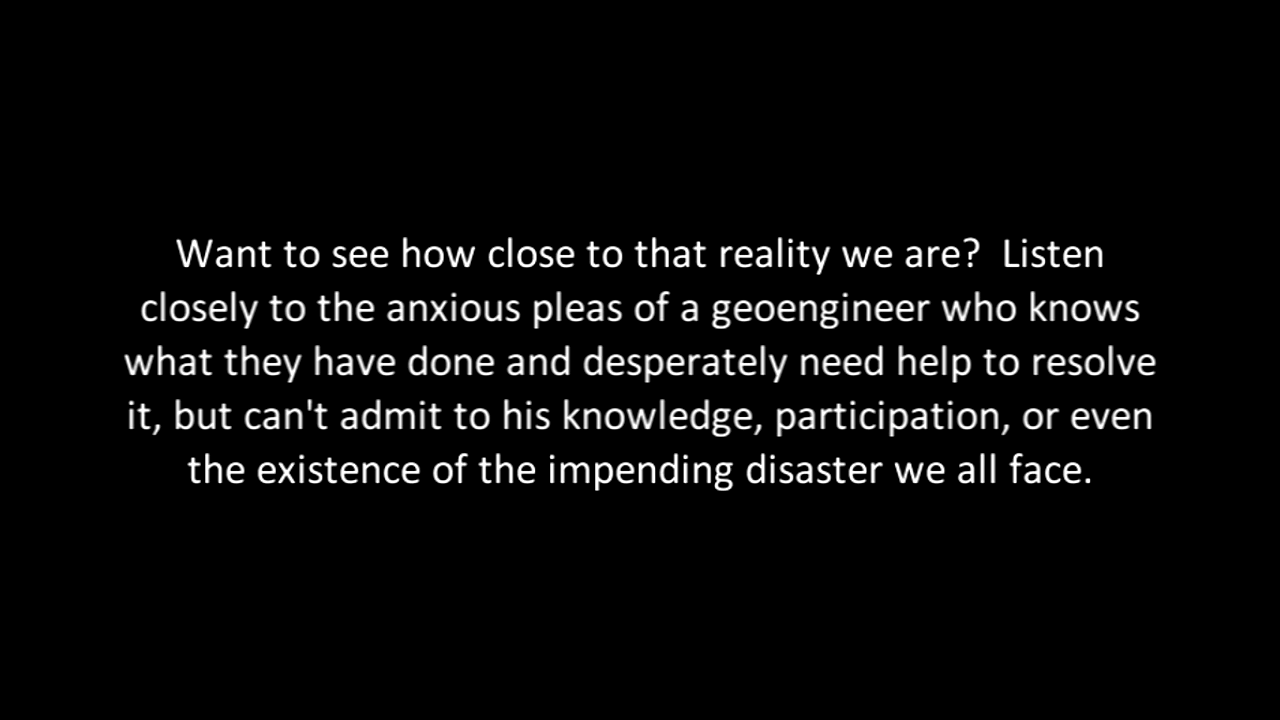 Want to see how close to that reality we are?  Listen
closely to the anxious pleas of a geoengineer who knows
what they have done and desperately need help to resolve
it, but can't admit to his knowledge, participation, or even
the existence of the impending disaster we all face.